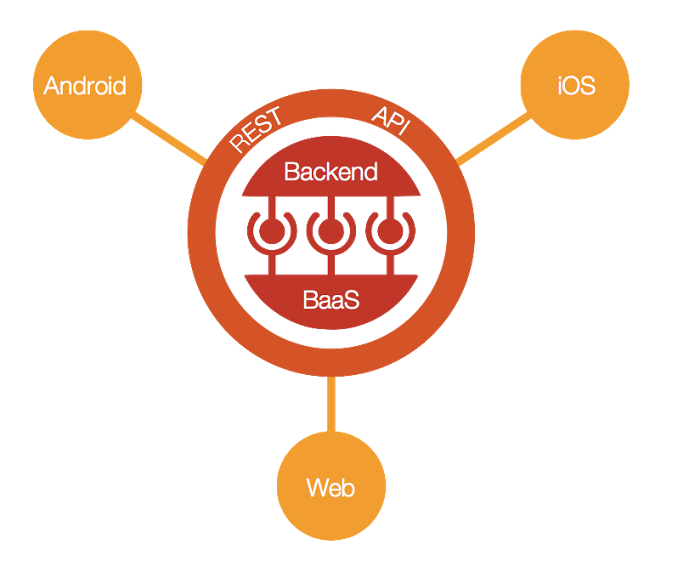 Android
iOS
REST API
Backend
BaaS
Web